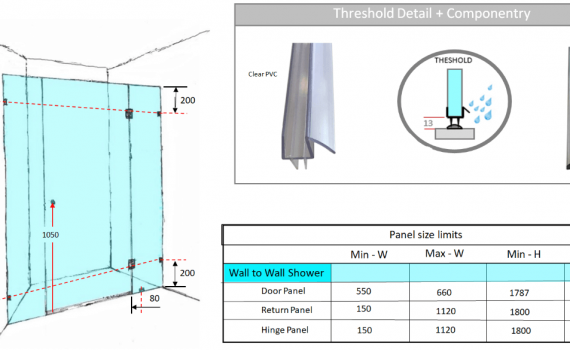 Threshold Detail + Componentry
Clear PVC
THESHOLD
13
200
1050
200
80
Panel size limits
Min - W Max - W Min - H
Wall to Wall Shower
Door Panel 550 660 1787
Return Panel 150 1120 1800
Hinge Panel 150 1120 1800